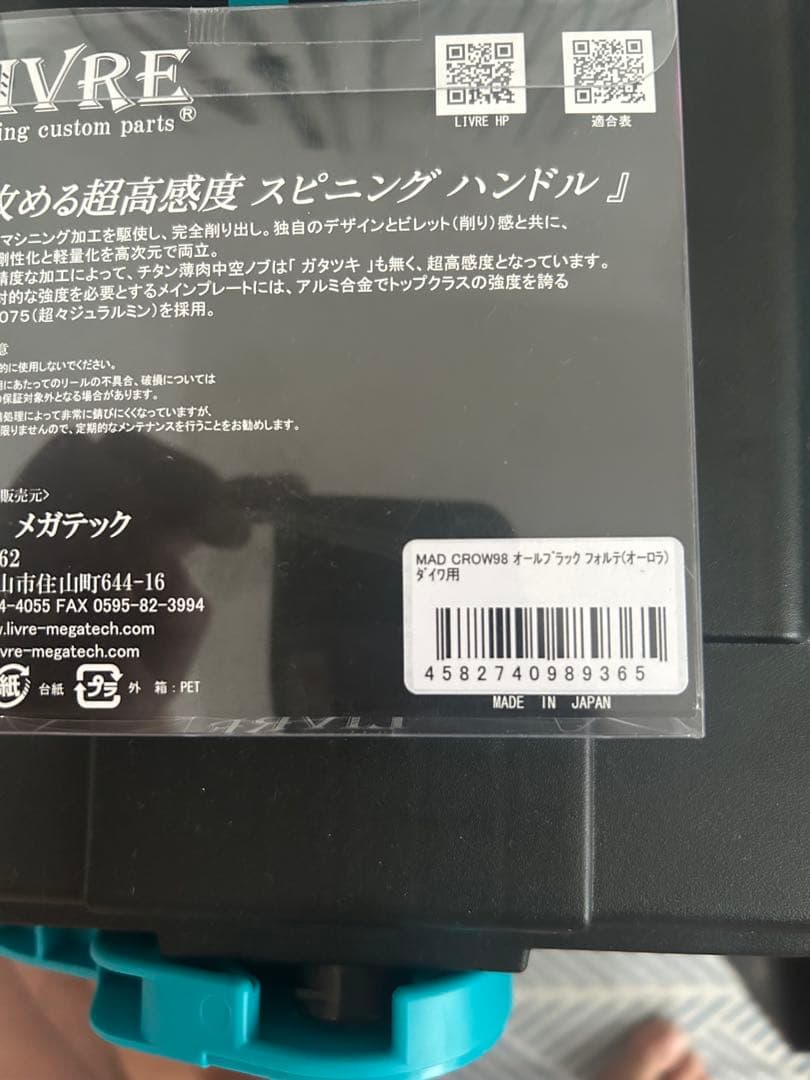 IVRE
ing custom parts®
LIVRE HP
適合表
攻める超高感度 スピニング ハンドル 』
マシニング加工を駆使し、完全削り出し。独自のデザインとビレット(削り)感と共に、
剛性化と軽量化を高次元で両立。
精度な加工によって、チタン薄肉中空ノブは「 ガタツキ 」も無く、超高感度となっています。
対的な強度を必要とするメインプレートには、アルミ合金でトップクラスの強度を誇る
075(超々ジュラルミン)を採用。
意
的に使用しないでください。
用にあたってのリールの不具合、破損については
の保証対象外となる場合があります。
処理によって非常に錆びにくくなっていますが、
限りませんので、定期的なメンテナンスを行うことをお勧めします。
販売元>
メガテック
62
山市住山町644-16
4-4055 FAX 0595-82-3994
w.livre-megatech.com
ivre-megatech.com
紙 台紙 プラ 外 箱:PET
MAD CROW98 オールブラック フォルテ(オーロラ)
ダイワ用
4582740989365
MADE IN JAPAN